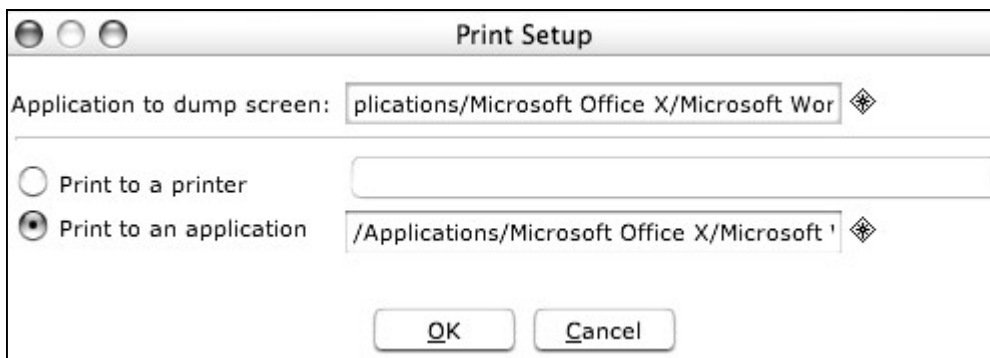 Print Setup
Application to dump screen: plications/Microsoft Office X/Microsoft Wor
Print to a printer
Print to an application /Applications/Microsoft Office X/Microsoft
OK Cancel